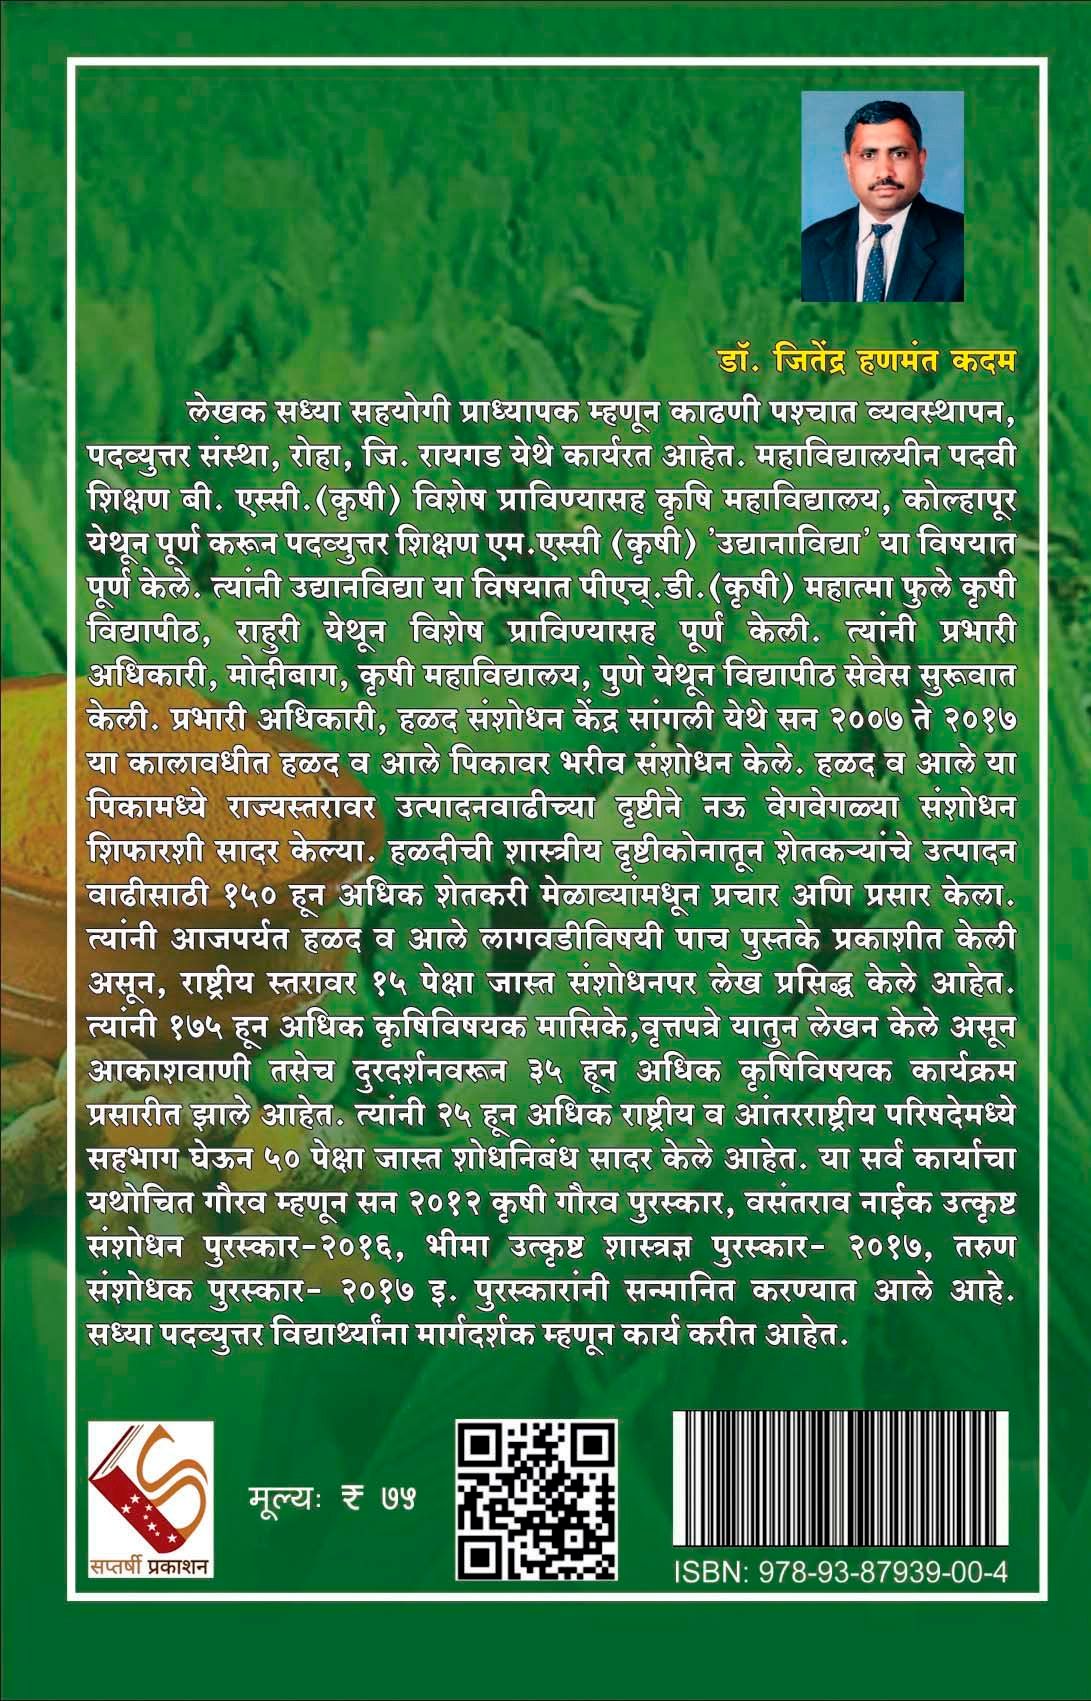 डॉ. जितेंद्र हणमंत कदम
लेखक सध्या सहयोगी प्राध्यापक म्हणून काढणी पश्चात व्यवस्थापन,
पदव्युत्तर संस्था, रोहा, जि. रायगड येथे कार्यरत आहेत. महाविद्यालयीन पदवी
शिक्षण बी. एस्सी.(कृषी) विशेष प्राविण्यासह कृषि महाविद्यालय, कोल्हापूर
येथून पूर्ण करून पदव्युत्तर शिक्षण एम.एस्सी (कृषी) 'उद्यानाविद्या' या विषयात
पूर्ण केले. त्यांनी उद्यानविद्या या विषयात पीएच्.डी.(कृषी) महात्मा फुले कृषी
विद्यापीठ, राहुरी येथून विशेष प्राविण्यासह पूर्ण केली. त्यांनी प्रभारी
अधिकारी, मोदीबाग, कृषी महाविद्यालय, पुणे येथून विद्यापीठ सेवेस सुरूवात
केली. प्रभारी अधिकारी, हळद संशोधन केंद्र सांगली येथे सन २००७ ते २०१७
या कालावधीत हळद व आले पिकावर भरीव संशोधन केले. हळद व आले या
पिकामध्ये राज्यस्तरावर उत्पादनवाढीच्या दृष्टीने नऊ वेगवेगळ्या संशोधन
शिफारशी सादर केल्या. हळदीची शास्त्रीय दृष्टीकोनातून शेतकऱ्यांचे उत्पादन
वाढीसाठी १५० हून अधिक शेतकरी मेळाव्यांमधून प्रचार आणि प्रसार केला.
त्यांनी आजपर्यत हळद व आले लागवडीविषयी पाच पुस्तके प्रकाशीत केली
असून, राष्ट्रीय स्तरावर १५ पेक्षा जास्त संशोधनपर लेख प्रसिद्ध केले आहेत.
त्यांनी १७५ हून अधिक कृषिविषयक मासिके,वृत्तपत्रे यातुन लेखन केले असून
आकाशवाणी तसेच दुरदर्शनवरून ३५ हून अधिक कृषिविषयक कार्यक्रम
प्रसारीत झाले आहेत. त्यांनी २५ हून अधिक राष्ट्रीय व आंतरराष्ट्रीय परिषदेमध्ये
सहभाग घेऊन ५० पेक्षा जास्त शोधनिबंध सादर केले आहेत. या सर्व कार्याचा
यथोचित गौरव म्हणून सन २०१२ कृषी गौरव पुरस्कार, वसंतराव नाईक उत्कृष्ट
संशोधन पुरस्कार-२०१६, भीमा उत्कृष्ट शास्त्रज्ञ पुरस्कार- २०१७, तरुण
संशोधक पुरस्कार- २०१७ इ. पुरस्कारांनी सन्मानित करण्यात आले आहे.
सध्या पदव्युत्तर विद्यार्थ्यांना मार्गदर्शक म्हणून कार्य करीत आहेत.
सप्तर्षी प्रकाशन
मूल्यः ₹ ७५
ISBN: 978-93-87939-00-4